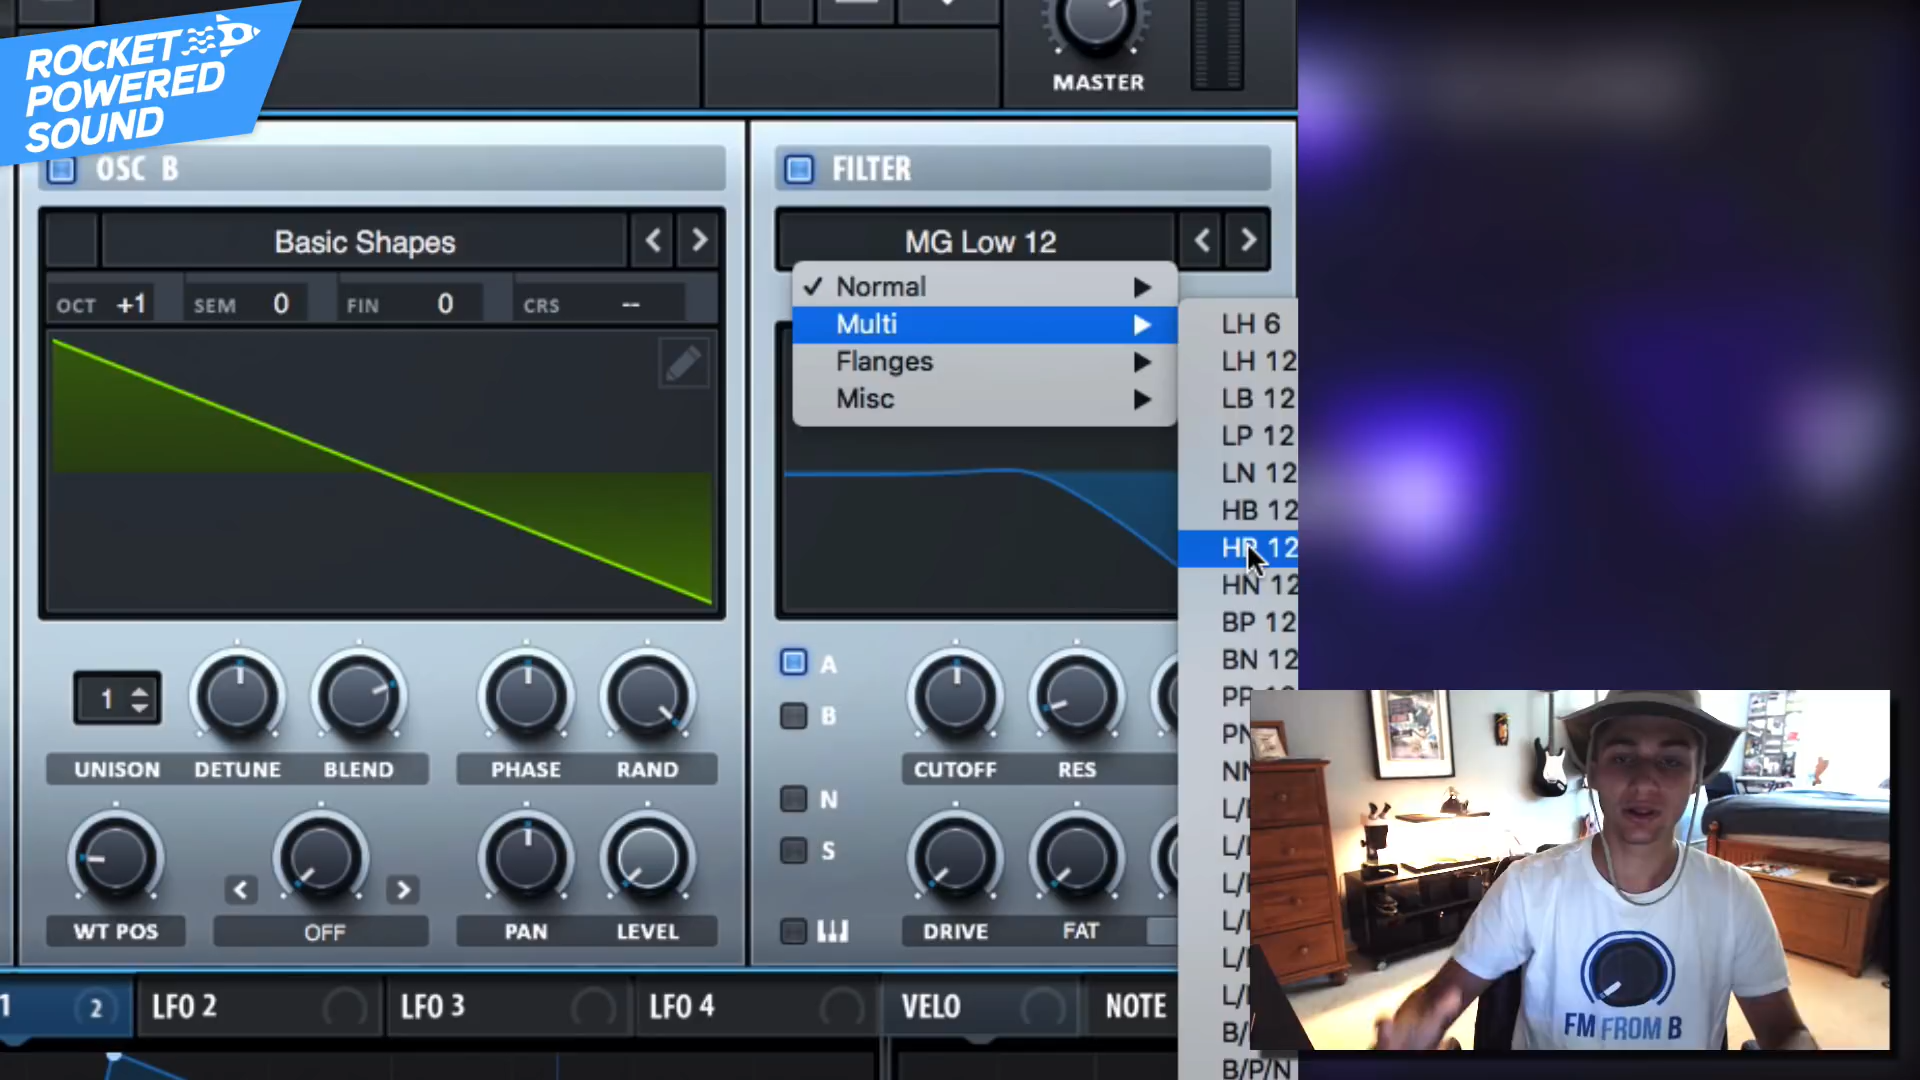 ROCKET
POWERED
SOUND
MASTER
OSC B
FILTER
Basic Shapes
MG Low 12
OCT +1 SEM 0 FIN 0 CRS --
Normal
Multi
Flanges
Misc
LH 6
LH 12
LB 12
LP 12
LN 12
HB 12
HP 12
HN 12
BP 12
BN 12
A
B
N
S
1
UNISON DETUNE BLEND PHASE RAND
CUTOFF RES
WT POS OFF PAN LEVEL
DRIVE FAT
1 2 LFO 2 LFO 3 LFO 4 VELO NOTE
B/P/N
FM FROM B